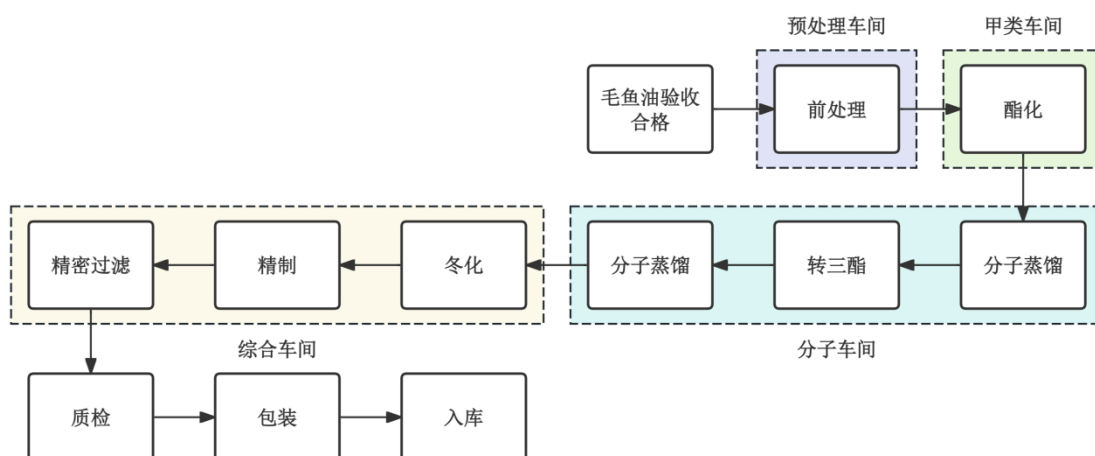 预处理车间
甲类车间
毛鱼油验收
合格
前处理
酯化
精密过滤
精制
冬化
分子蒸馏
转三酯
分子蒸馏
综合车间
分子车间
质检
包装
入库